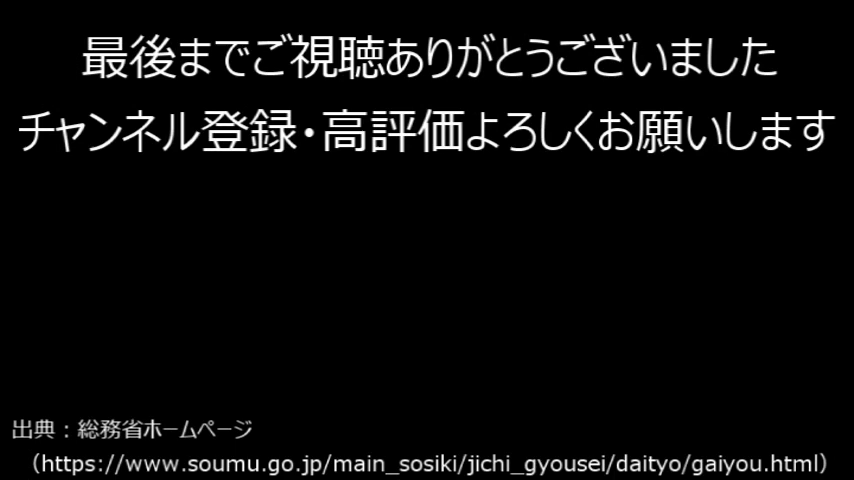 最後までご視聴ありがとうございました
チャンネル登録・高評価よろしくお願いします
出典：総務省ホームページ
（https://www.soumu.go.jp/main_sosiki/jichi_gyousei/daityo/gaiyou.html）